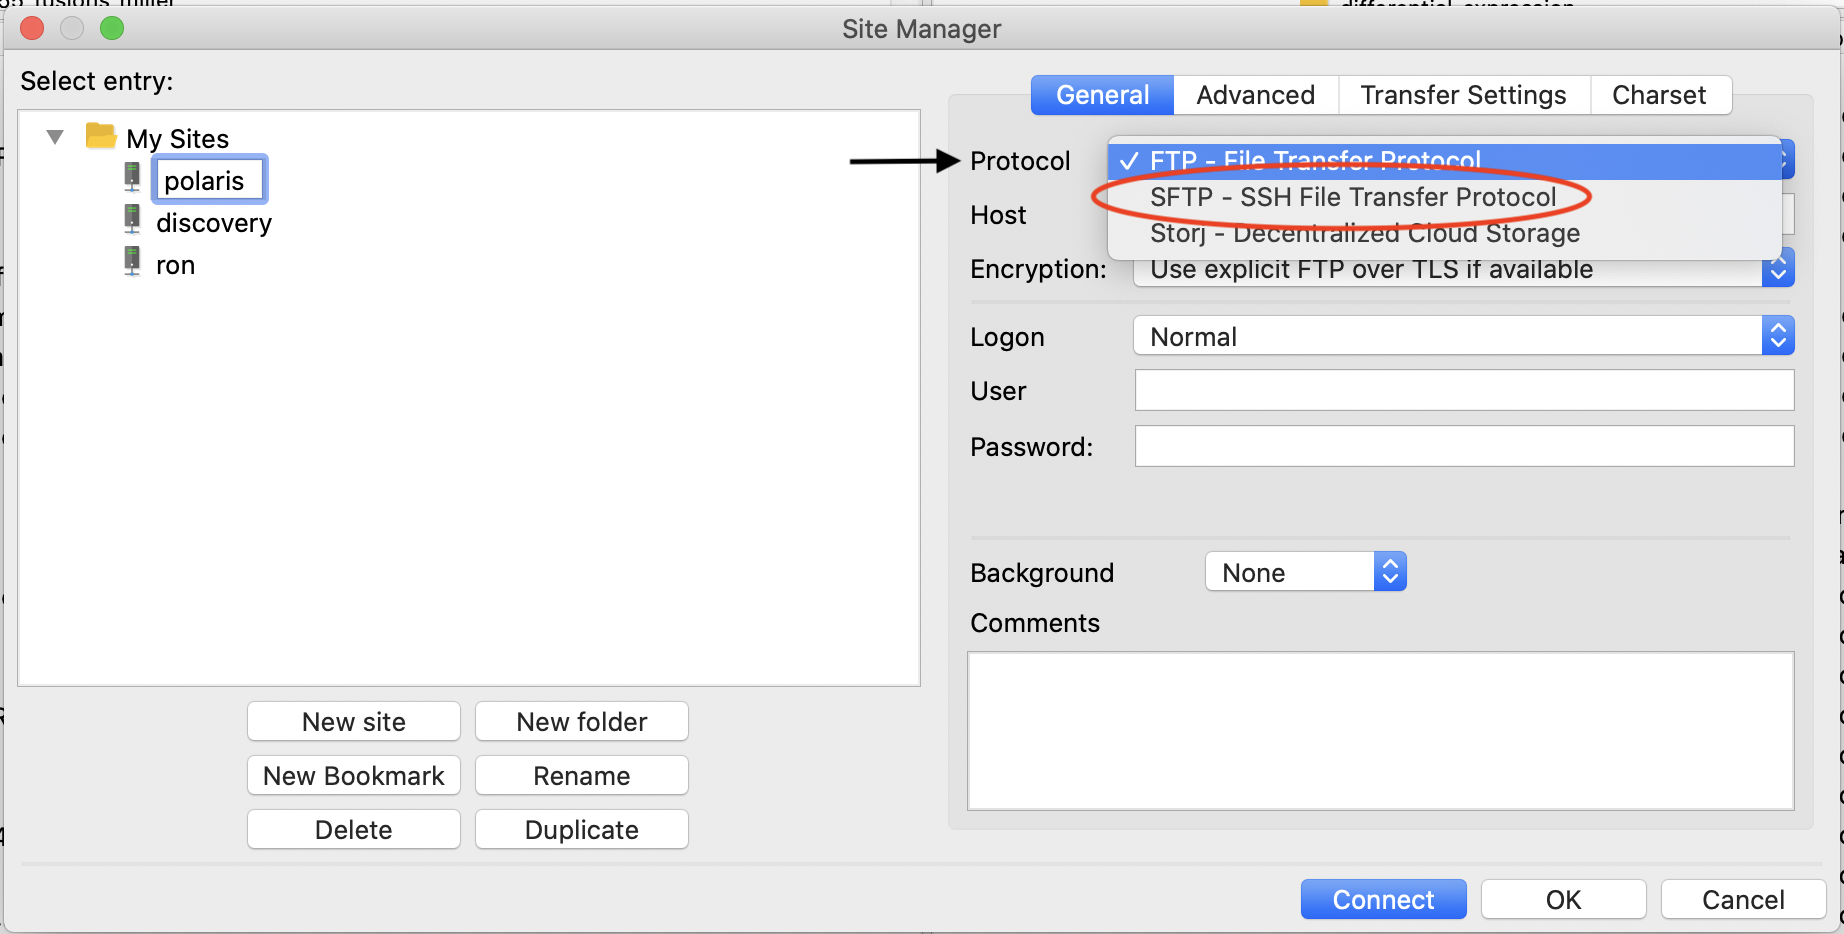 Site Manager
Select entry:
My Sites
polaris
discovery
ron
New site
New folder
New Bookmark
Rename
Delete
Duplicate
General
Advanced
Transfer Settings
Charset
Protocol
✓ FTP - File Transfer Protocol
SFTP - SSH File Transfer Protocol
Storj - Decentralized Cloud Storage
Host
Encryption:
Use explicit FTP over TLS if available
Logon
Normal
User
Password:
Background
None
Comments
Connect
OK
Cancel